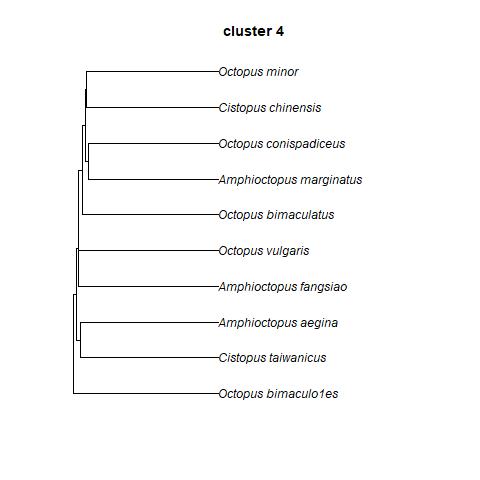 cluster 4
Octopus minor
Cistopus chinensis
Octopus conispadiceus
Amphioctopus marginatus
Octopus bimaculatus
Octopus vulgaris
Amphioctopus fangsiao
Amphioctopus aegina
Cistopus taiwanicus
Octopus bimaculo1es